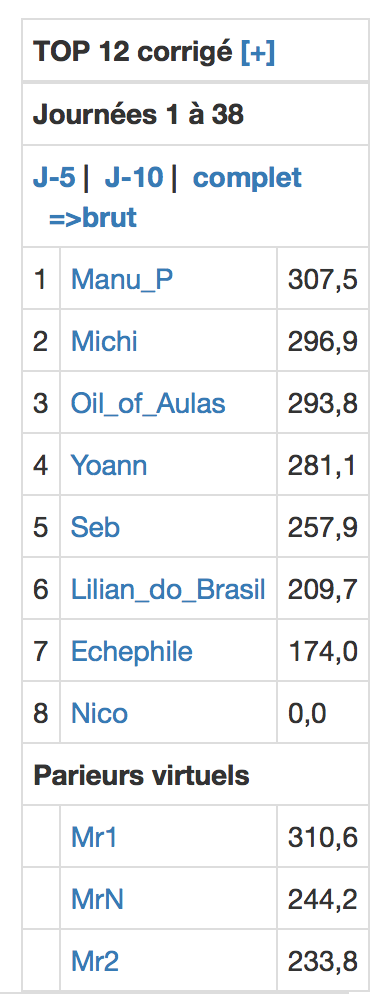 TOP 12 corrigé [+]
Journées 1 à 38
J-5 | J-10 | complet
=>brut
1 Manu_P 307,5
2 Michi 296,9
3 Oil_of_Aulas 293,8
4 Yoann 281,1
5 Seb 257,9
6 Lilian_do_Brasil 209,7
7 Echephile 174,0
8 Nico 0,0
Parieurs virtuels
Mr1 310,6
MrN 244,2
Mr2 233,8